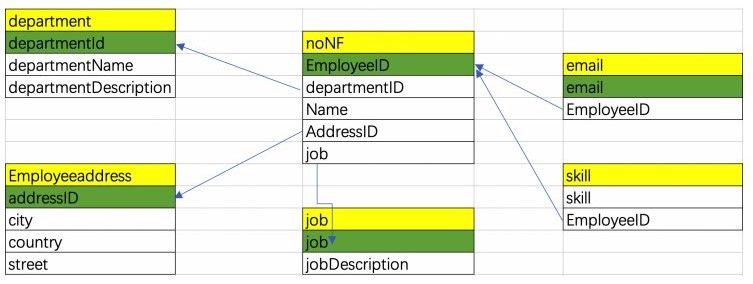 department
departmentId
departmentName
departmentDescription
noNF
EmployeeID
departmentID
Name
AddressID
job
email
email
EmployeeID
Employeeaddress
addressID
city
country
street
job
job
jobDescription
skill
skill
EmployeeID